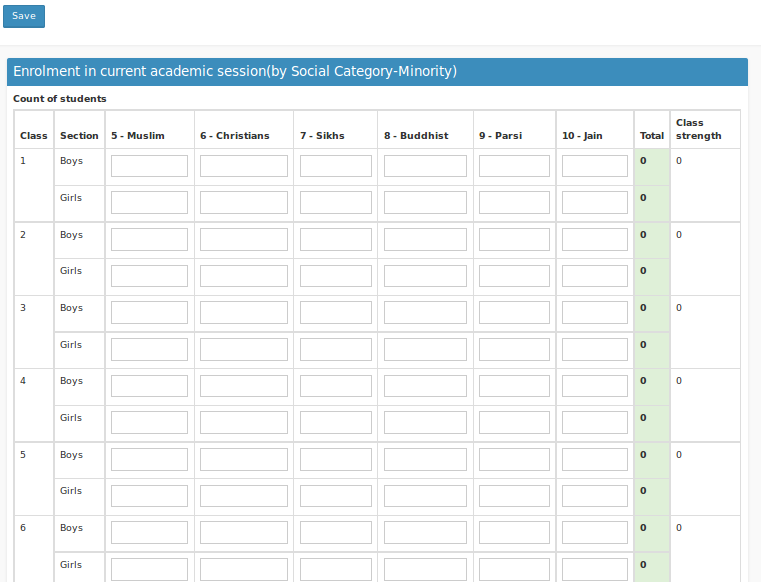 Save
Enrolment in current academic session(by Social Category-Minority)
Count of students
Class Section 5 - Muslim 6 - Christians 7 - Sikhs 8 - Buddhist 9 - Parsi 10 - Jain Total Class strength
1 Boys 0 0
Girls 0
2 Boys 0 0
Girls 0
3 Boys 0 0
Girls 0
4 Boys 0 0
Girls 0
5 Boys 0 0
Girls 0
6 Boys 0 0
Girls 0